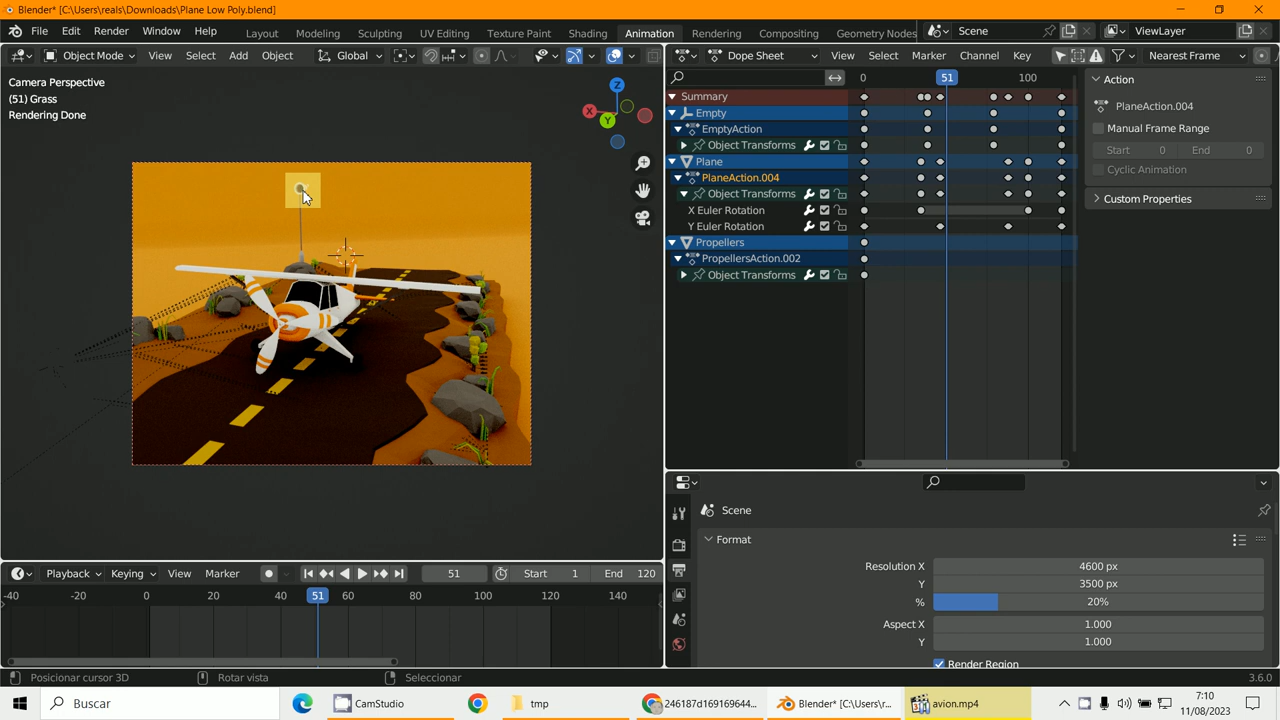 Blender* [C:\Users\reals\Downloads\Plane Low Poly.blend]
File Edit Render Window Help Layout Modeling Sculpting UV Editing Texture Paint Shading Animation Rendering Compositing Geometry Nodes Scene ViewLayer
Object Mode View Select Add Object Global
Dope Sheet View Select Marker Channel Key Nearest Frame
Camera Perspective
(51) Grass
Rendering Done
Z
X
Y
0 51 100
Summary
Empty
EmptyAction
Object Transforms
Plane
PlaneAction.004
Object Transforms
X Euler Rotation
Y Euler Rotation
Propellers
PropellersAction.002
Object Transforms
Action
PlaneAction.004
Manual Frame Range
Start 0 End 0
Cyclic Animation
Custom Properties
Scene
Format
Resolution X 4600 px
Y 3500 px
% 20%
Aspect X 1.000
Y 1.000
Render Region
Playback Keying View Marker 51 Start 1 End 120
-40 -20 0 20 40 51 60 80 100 120 140
Posicionar cursor 3D Rotar vista Seleccionar 3.6.0
Buscar CamStudio tmp 246187d169169644... Blender* [C:\Users\r... avion.mp4
7:10
11/08/2023